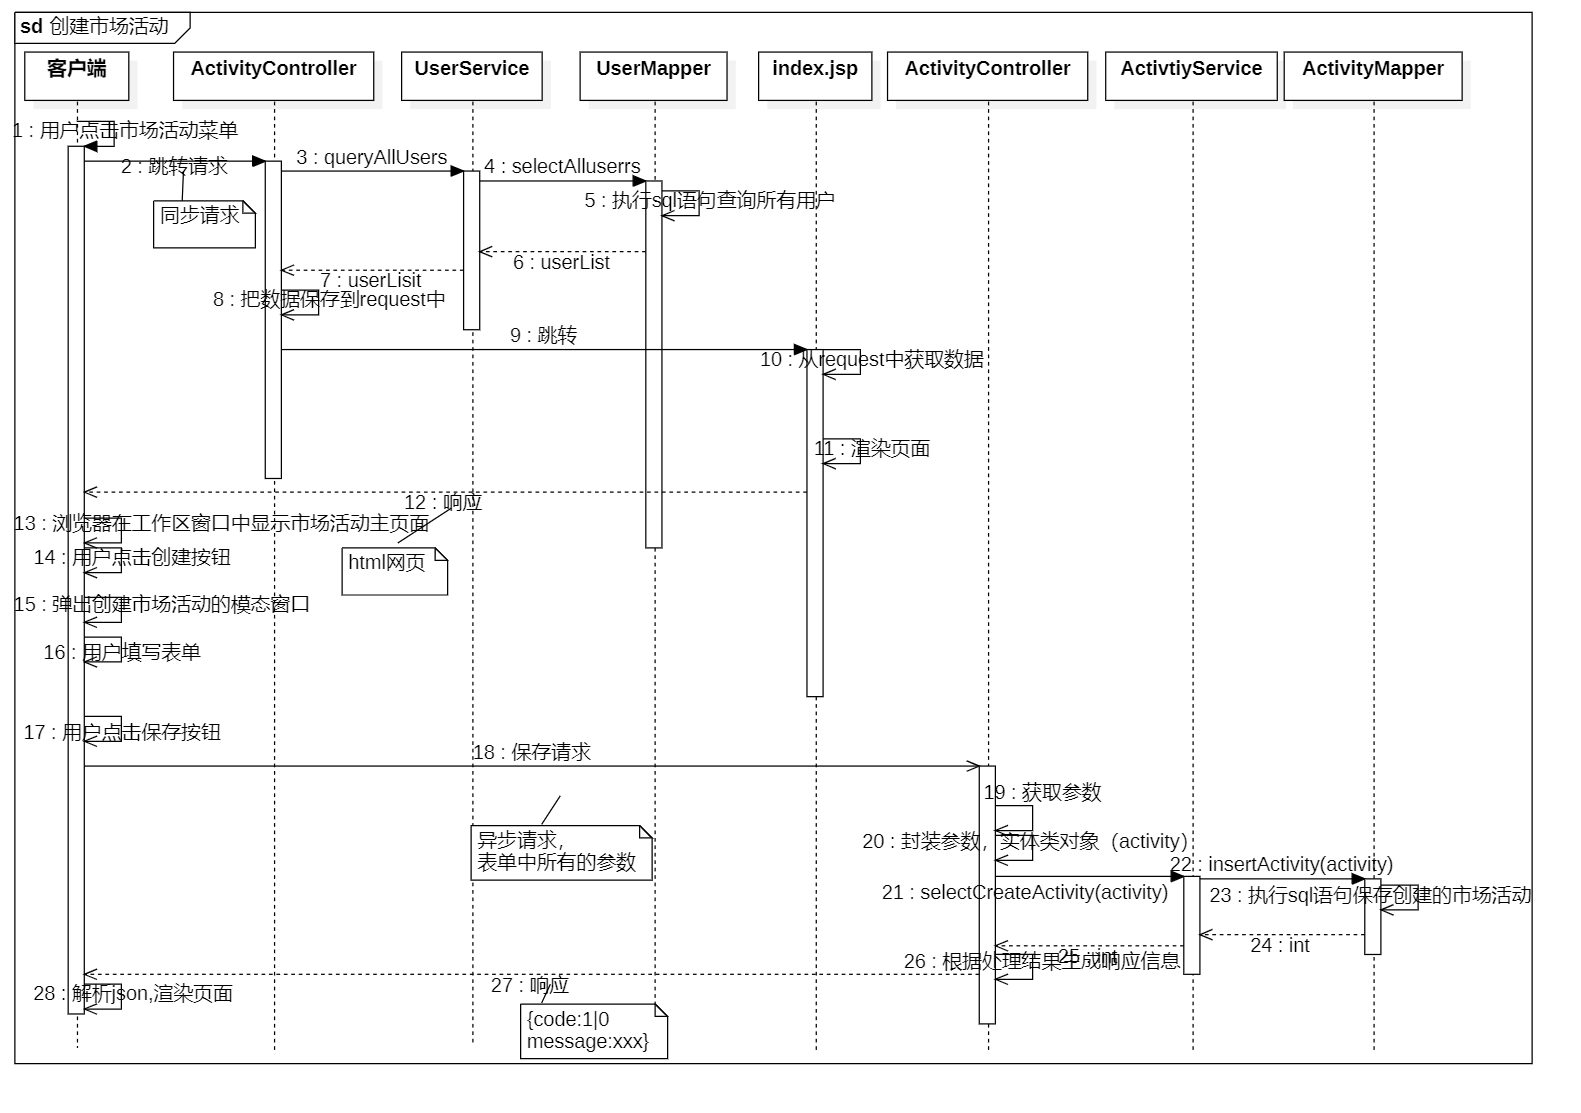 sd 创建市场活动
客户端
ActivityController
UserService
UserMapper
index.jsp
ActivityController
ActivtiyService
ActivityMapper
1 : 用户点击市场活动菜单
2 : 跳转请求
3 : queryAllUsers
4 : selectAlluserrs
5 : 执行sql语句查询所有用户
同步请求
6 : userList
7 : userLisit
8 : 把数据保存到request中
9 : 跳转
10 : 从request中获取数据
11 : 渲染页面
12 : 响应
13 : 浏览器在工作区窗口中显示市场活动主页面
14 : 用户点击创建按钮
html网页
15 : 弹出创建市场活动的模态窗口
16 : 用户填写表单
17 : 用户点击保存按钮
18 : 保存请求
19 : 获取参数
异步请求，
表单中所有的参数
20 : 封装参数，实体类对象（activity）
21 : selectCreateActivity(activity)
22 : insertActivity(activity)
23 : 执行sql语句保存创建的市场活动
24 : int
25 : int
26 : 根据处理结果生成响应信息
27 : 响应
28 : 解析json,渲染页面
{code:1|0
message:xxx}